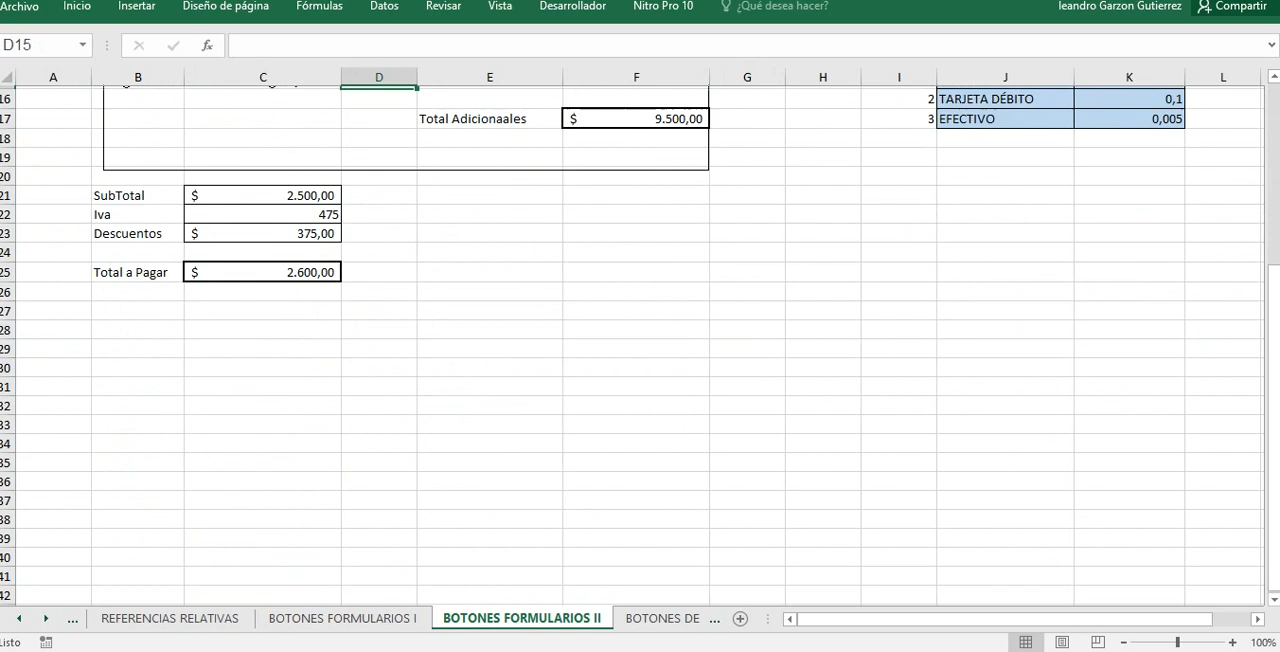 Archivo Inicio Insertar Diseño de página Fórmulas Datos Revisar Vista Desarrollador Nitro Pro 10 ¿Qué desea hacer? leandro Garzon Gutierrez Compartir
D15 fx
A B C D E F G H I J K L
16 2 TARJETA DÉBITO 0,1
17 Total Adicionaales $ 9.500,00 3 EFECTIVO 0,005
18
19
20
21 SubTotal $ 2.500,00
22 Iva 475
23 Descuentos $ 375,00
24
25 Total a Pagar $ 2.600,00
26
27
28
29
30
31
32
33
34
35
36
37
38
39
40
41
42
... REFERENCIAS RELATIVAS BOTONES FORMULARIOS I BOTONES FORMULARIOS II BOTONES DE ...
Listo 100%